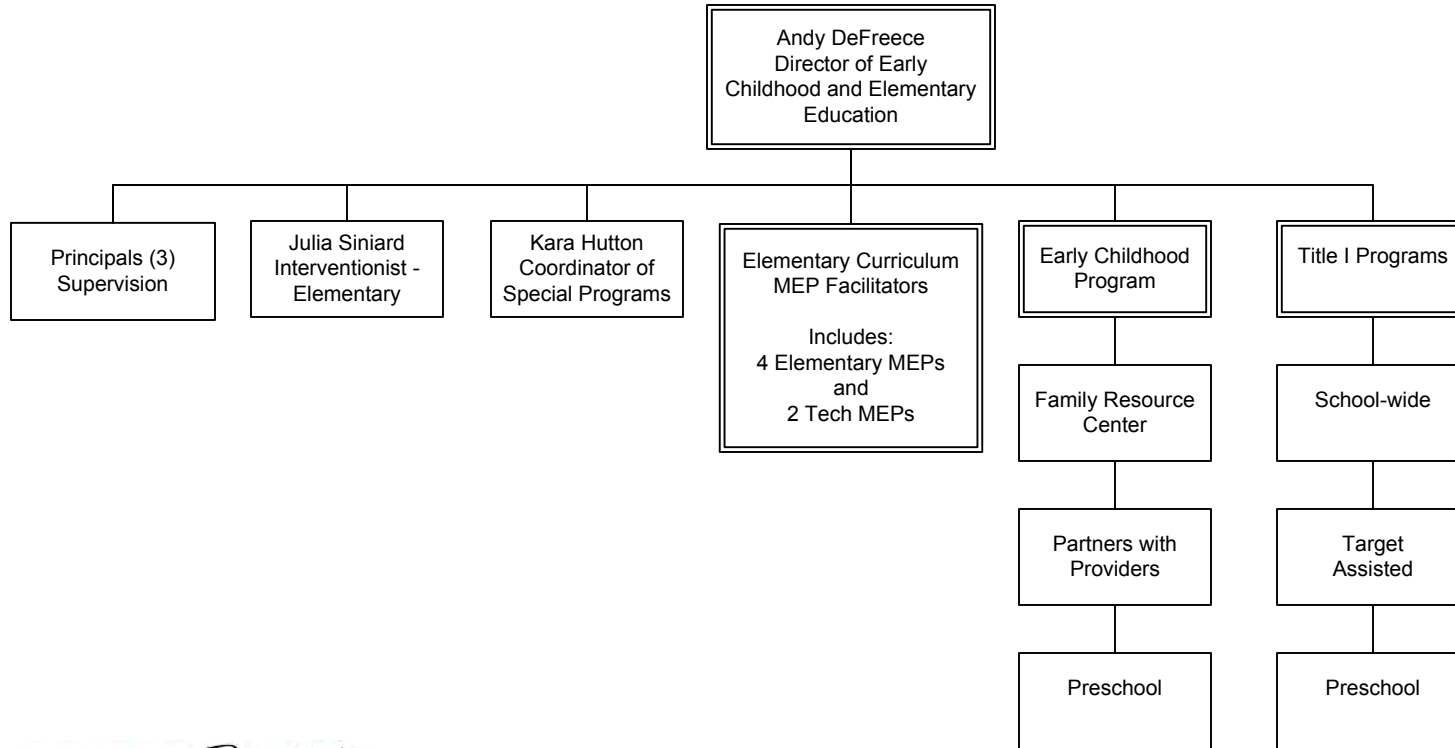 Andy DeFreece
Director of Early
Childhood and Elementary
Education
Principals (3)
Supervision
Julia Siniard
Interventionist -
Elementary
Kara Hutton
Coordinator of
Special Programs
Elementary Curriculum
MEP Facilitators
Includes:
4 Elementary MEPs
and
2 Tech MEPs
Early Childhood
Program
Title I Programs
Family Resource
Center
School-wide
Partners with
Providers
Target
Assisted
Preschool
Preschool